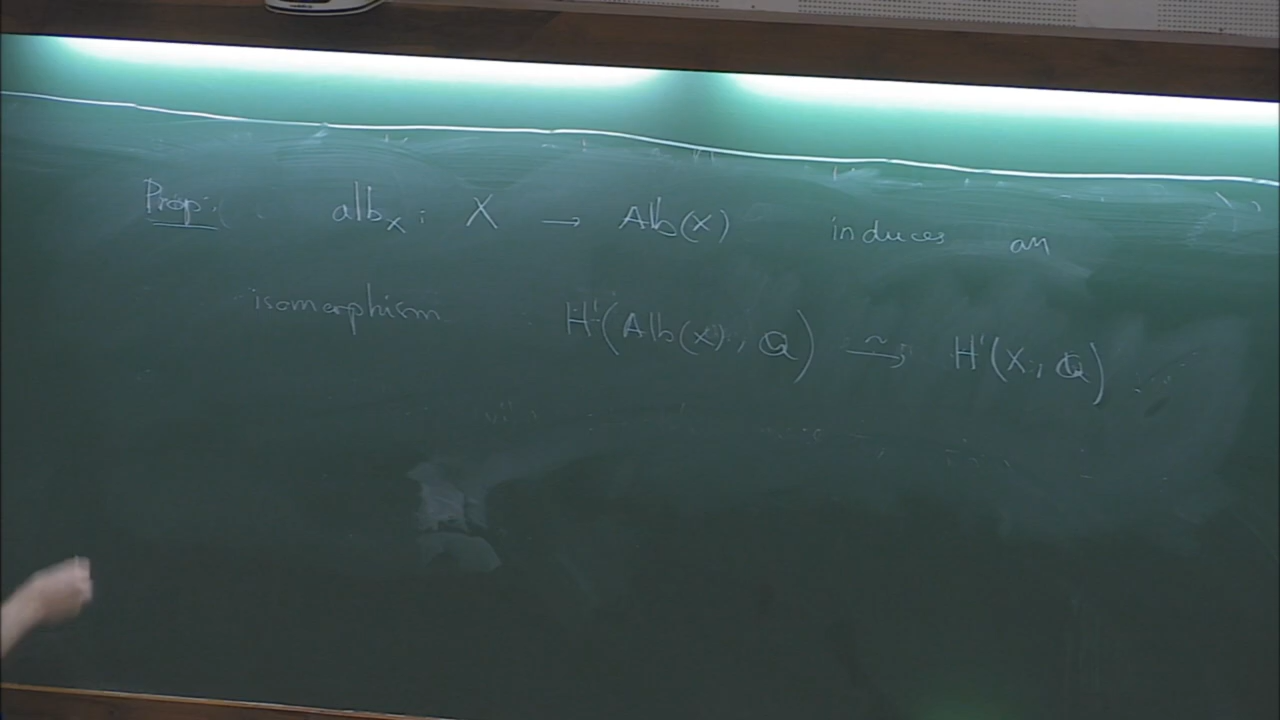 Prop: alb_X : X → Alb(X) induces an
isomorphism H¹(Alb(X), ℚ) ⥲ H¹(X, ℚ)